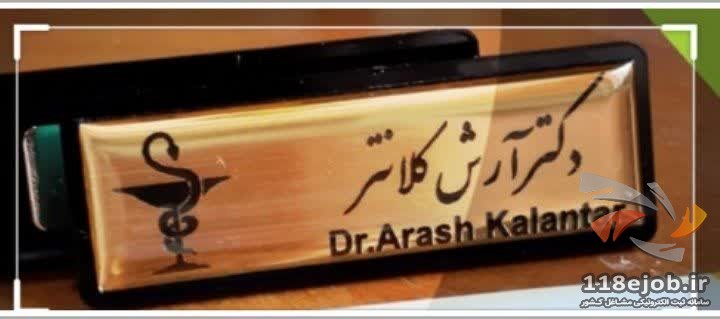 دکتر آرش کلانتر
Dr.Arash Kalantar
118ejob.ir
سامانه ثبت الکترونیکی مشاغل کشور